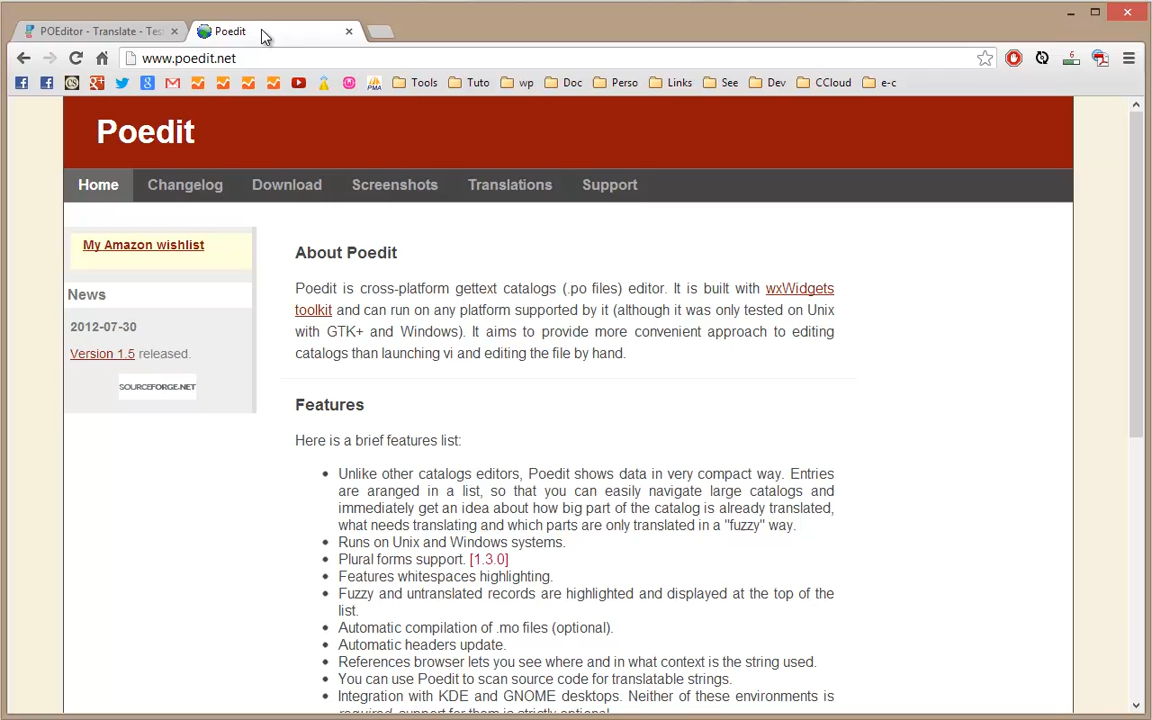 POEditor - Translate - Tes
Poedit
www.poedit.net
Tools
Tuto
wp
Doc
Perso
Links
See
Dev
CCloud
e-c
Poedit
Home
Changelog
Download
Screenshots
Translations
Support
My Amazon wishlist
News
2012-07-30
Version 1.5 released.
SOURCEFORGE.NET
About Poedit
Poedit is cross-platform gettext catalogs (.po files) editor. It is built with wxWidgets
toolkit and can run on any platform supported by it (although it was only tested on Unix
with GTK+ and Windows). It aims to provide more convenient approach to editing
catalogs than launching vi and editing the file by hand.
Features
Here is a brief features list:
Unlike other catalogs editors, Poedit shows data in very compact way. Entries
are aranged in a list, so that you can easily navigate large catalogs and
immediately get an idea about how big part of the catalog is already translated,
what needs translating and which parts are only translated in a "fuzzy" way.
Runs on Unix and Windows systems.
Plural forms support. [1.3.0]
Features whitespaces highlighting.
Fuzzy and untranslated records are highlighted and displayed at the top of the
list.
Automatic compilation of .mo files (optional).
Automatic headers update.
References browser lets you see where and in what context is the string used.
You can use Poedit to scan source code for translatable strings.
Integration with KDE and GNOME desktops. Neither of these environments is
required, support for them is strictly optional